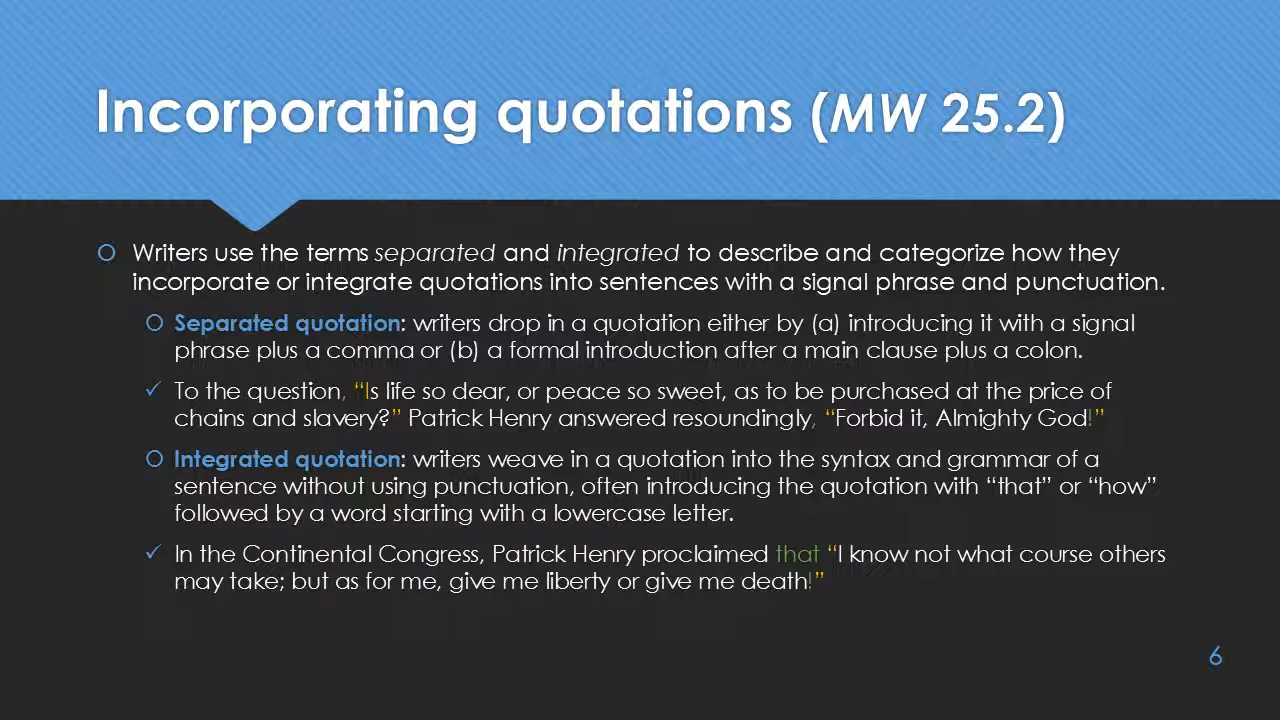 Incorporating quotations (MW 25.2)
Writers use the terms separated and integrated to describe and categorize how they
incorporate or integrate quotations into sentences with a signal phrase and punctuation.
Separated quotation: writers drop in a quotation either by (a) introducing it with a signal
phrase plus a comma or (b) a formal introduction after a main clause plus a colon.
To the question, “Is life so dear, or peace so sweet, as to be purchased at the price of
chains and slavery?” Patrick Henry answered resoundingly, “Forbid it, Almighty God!”
Integrated quotation: writers weave in a quotation into the syntax and grammar of a
sentence without using punctuation, often introducing the quotation with “that” or “how”
followed by a word starting with a lowercase letter.
In the Continental Congress, Patrick Henry proclaimed that “I know not what course others
may take; but as for me, give me liberty or give me death!”
6